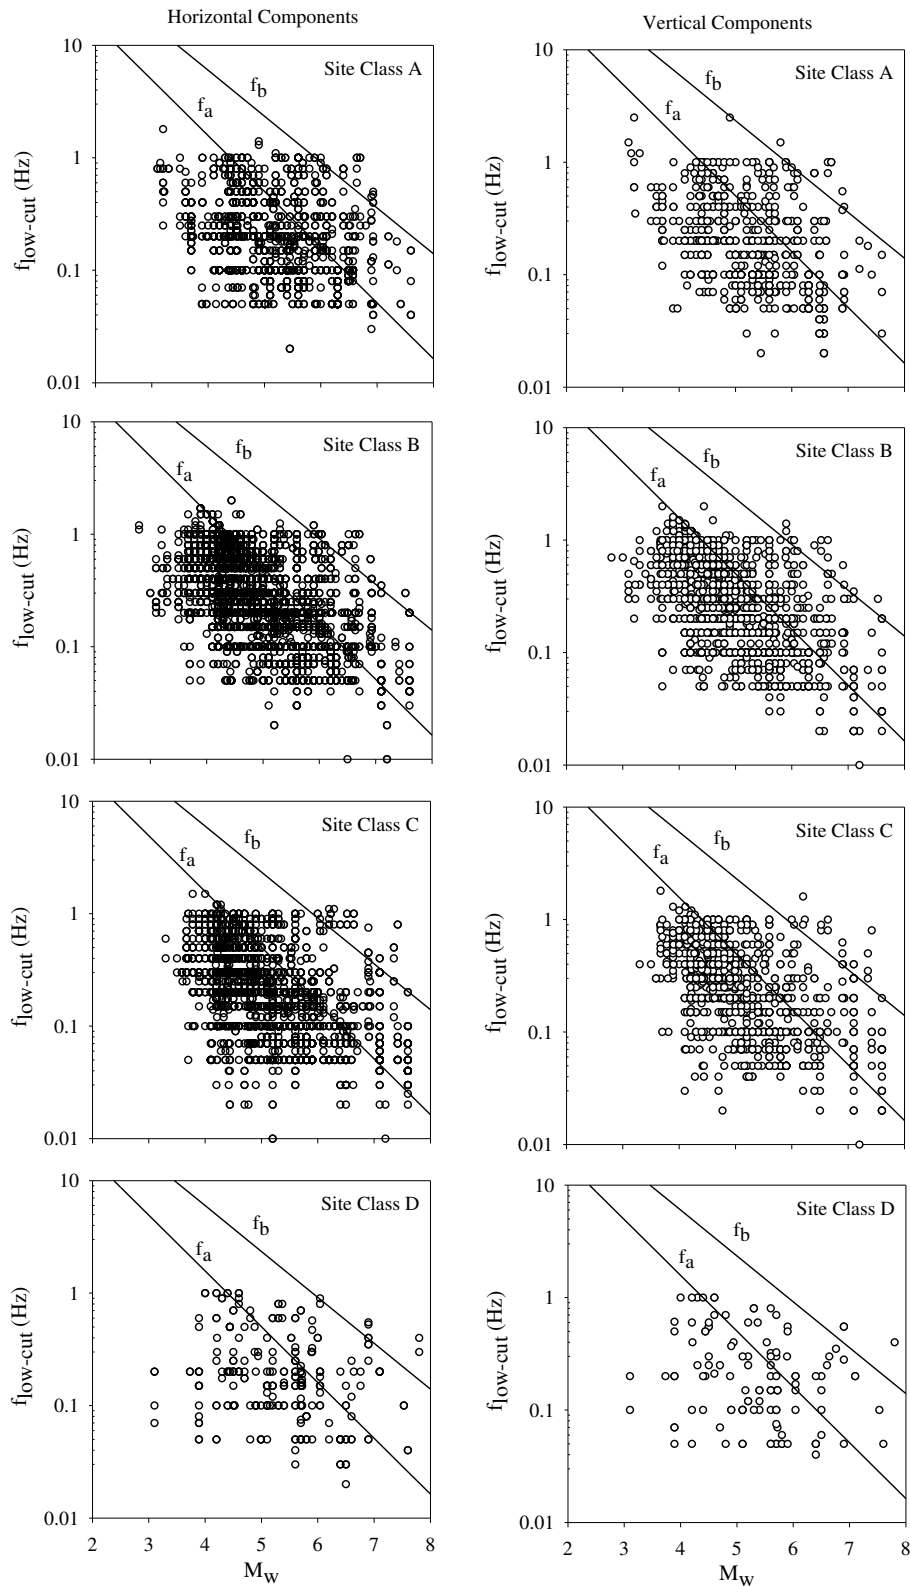 Horizontal Components
Vertical Components
10
Site Class A
f_b
f_a
1
0.1
0.01
f_low-cut (Hz)
10
Site Class A
f_b
f_a
1
0.1
0.01
f_low-cut (Hz)
10
Site Class B
f_b
f_a
1
0.1
0.01
f_low-cut (Hz)
10
Site Class B
f_b
f_a
1
0.1
0.01
f_low-cut (Hz)
10
Site Class C
f_b
f_a
1
0.1
0.01
f_low-cut (Hz)
10
Site Class C
f_b
f_a
1
0.1
0.01
f_low-cut (Hz)
10
Site Class D
f_b
f_a
1
0.1
0.01
f_low-cut (Hz)
2 3 4 5 6 7 8
M_w
10
Site Class D
f_b
f_a
1
0.1
0.01
f_low-cut (Hz)
2 3 4 5 6 7 8
M_w